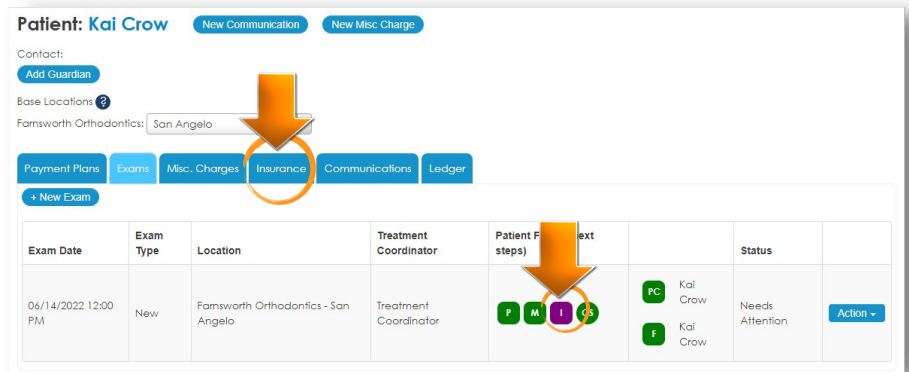 Patient: Kai Crow New Communication New Misc Charge
Contact:
Add Guardian
Base Locations ?
Farnsworth Orthodontics: San Angelo
Payment Plans Exams Misc. Charges Insurance Communications Ledger
+ New Exam
Exam Date Exam Type Location Treatment Coordinator Patient F ext steps) Status
06/14/2022 12:00 PM New Farnsworth Orthodontics - San Angelo Treatment Coordinator P M I CS PC Kai Crow F Kai Crow Needs Attention Action